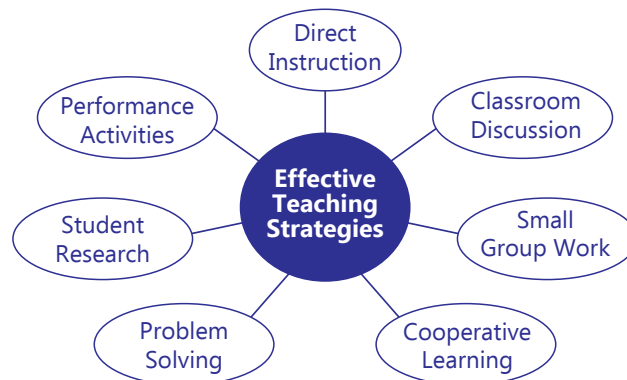 Direct
Instruction
Performance
Activities
Classroom
Discussion
Effective
Teaching
Strategies
Student
Research
Small
Group Work
Problem
Solving
Cooperative
Learning